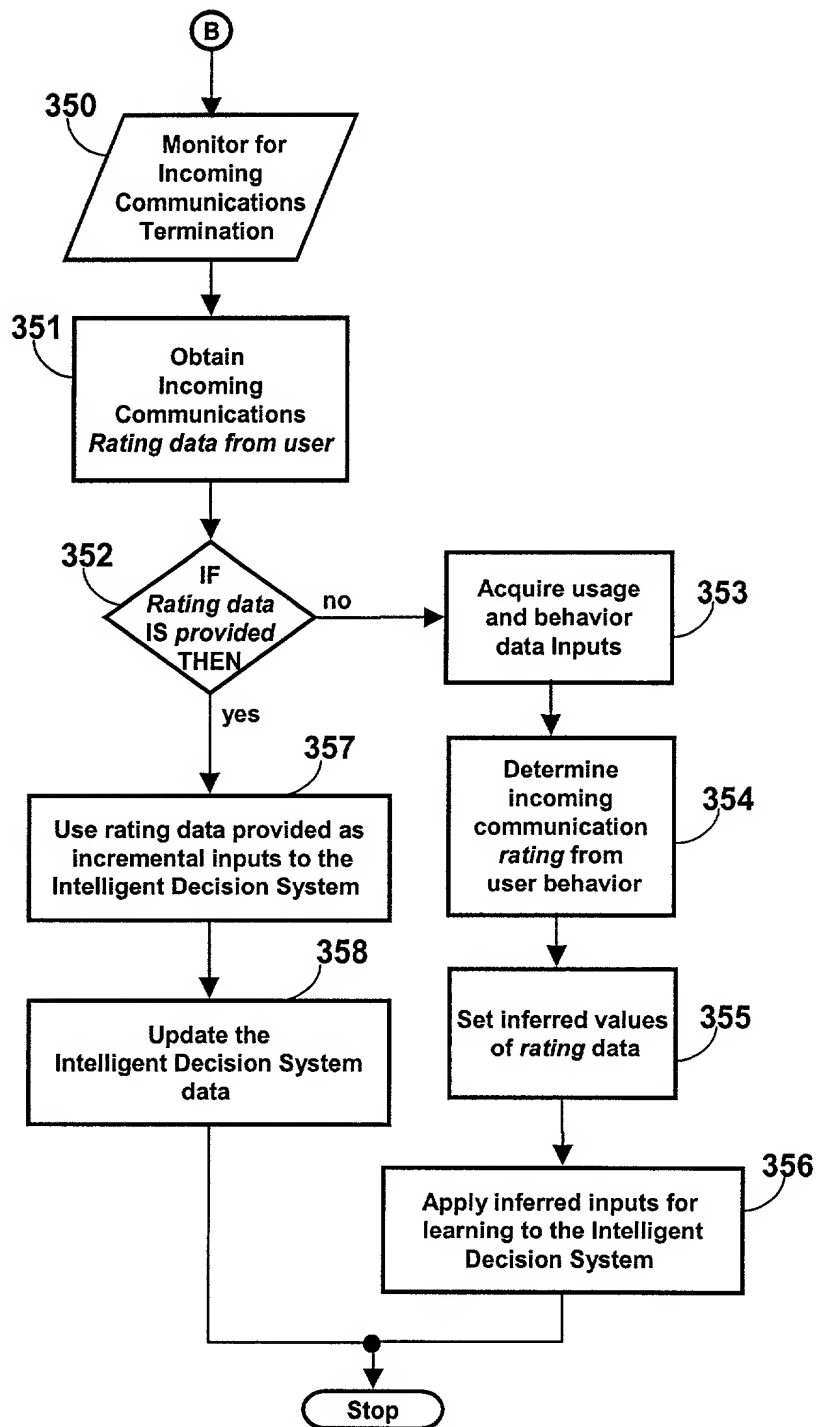 B
350
Monitor for
Incoming
Communications
Termination
351
Obtain
Incoming
Communications
Rating data from user
352
IF
Rating data
IS provided
THEN
no
yes
Acquire usage
and behavior
data Inputs
353
Determine
incoming
communication
rating from
user behavior
354
Set inferred values
of rating data
355
Apply inferred inputs for
learning to the Intelligent
Decision System
356
357
Use rating data provided as
incremental inputs to the
Intelligent Decision System
358
Update the
Intelligent Decision System
data
Stop